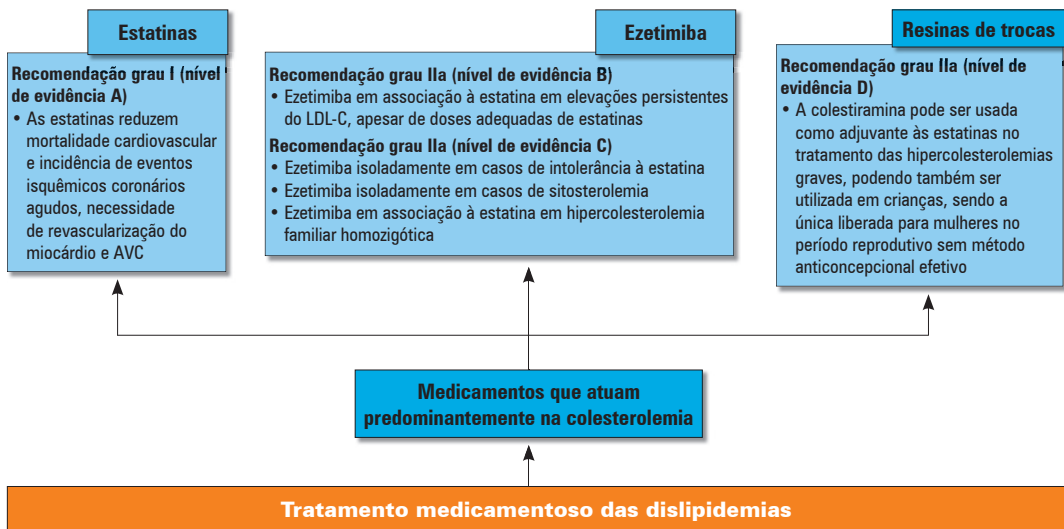 Estatinas
Recomendação grau I (nível
de evidência A)
• As estatinas reduzem
mortalidade cardiovascular
e incidência de eventos
isquêmicos coronários
agudos, necessidade
de revascularização do
miocárdio e AVC
Ezetimiba
Recomendação grau IIa (nível de evidência B)
• Ezetimiba em associação à estatina em elevações persistentes
do LDL-C, apesar de doses adequadas de estatinas
Recomendação grau IIa (nível de evidência C)
• Ezetimiba isoladamente em casos de intolerância à estatina
• Ezetimiba isoladamente em casos de sitosterolemia
• Ezetimiba em associação à estatina em hipercolesterolemia
familiar homozigótica
Resinas de trocas
Recomendação grau IIa (nível de
evidência D)
• A colestiramina pode ser usada
como adjuvante às estatinas no
tratamento das hipercolesterolemias
graves, podendo também ser
utilizada em crianças, sendo a
única liberada para mulheres no
período reprodutivo sem método
anticoncepcional efetivo
Medicamentos que atuam
predominantemente na colesterolemia
Tratamento medicamentoso das dislipidemias